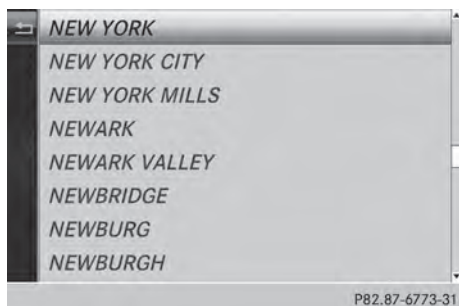 NEW YORK
NEW YORK CITY
NEW YORK MILLS
NEWARK
NEWARK VALLEY
NEWBRIDGE
NEWBURG
NEWBURGH
P82.87-6773-31